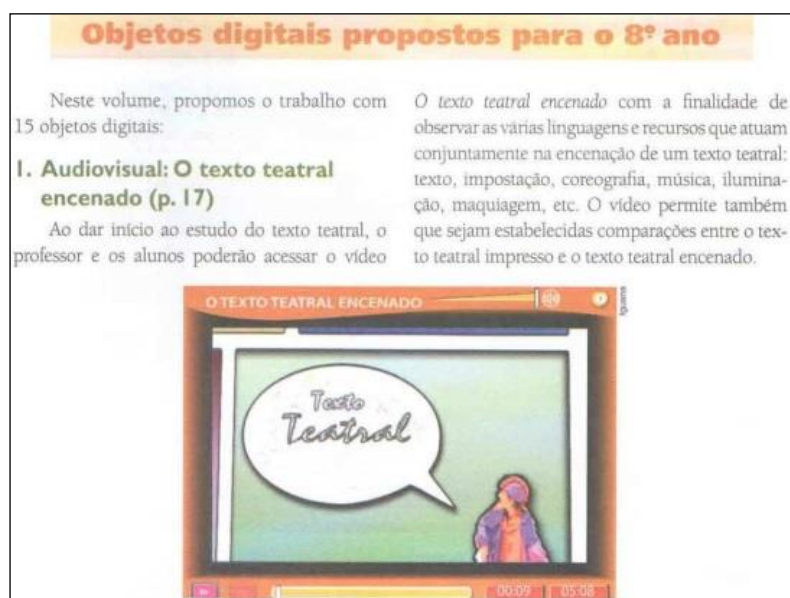 Objetos digitais propostos para o 8º ano
Neste volume, propomos o trabalho com
15 objetos digitais:
1. Audiovisual: O texto teatral
encenado (p. 17)
Ao dar início ao estudo do texto teatral, o
professor e os alunos poderão acessar o vídeo
O texto teatral encenado com a finalidade de
observar as várias linguagens e recursos que atuam
conjuntamente na encenação de um texto teatral:
texto, impostação, coreografia, música, ilumina-
ção, maquiagem, etc. O vídeo permite também
que sejam estabelecidas comparações entre o tex-
to teatral impresso e o texto teatral encenado.
O TEXTO TEATRAL ENCENADO
Iguana
Texto
Teatral
00:09 05:08